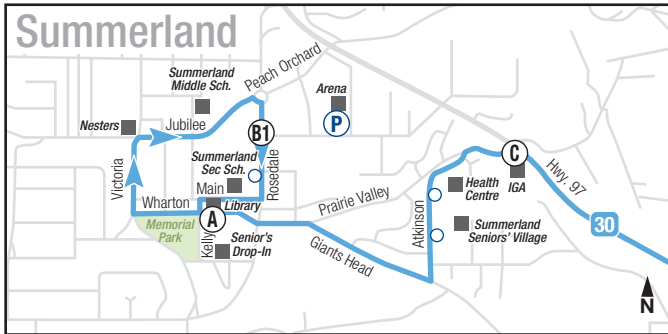 Summerland
Peach Orchard
Summerland
Middle Sch.
Arena
P
Nesters
Jubilee
B1
Summerland
Sec Sch.
Rosedale
Victoria
Main
Library
Wharton
A
Memorial
Park
Kelly
Senior's
Drop-In
Prairie Valley
Giants Head
Atkinson
C
IGA
Hwy. 97
Health
Centre
Summerland
Seniors' Village
30
N